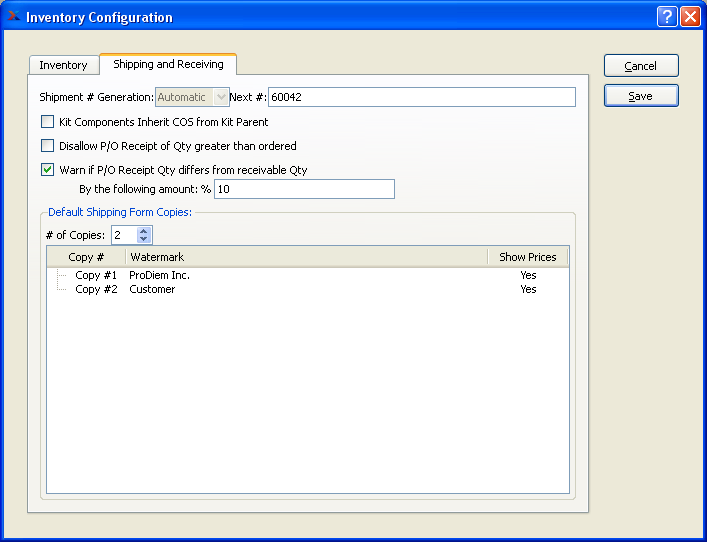 Inventory Configuration
Inventory Shipping and Receiving
Cancel
Save
Shipment # Generation: Automatic Next #: 60042
Kit Components Inherit COS from Kit Parent
Disallow P/O Receipt of Qty greater than ordered
Warn if P/O Receipt Qty differs from receivable Qty
By the following amount: % 10
Default Shipping Form Copies:
# of Copies: 2
Copy # Watermark Show Prices
Copy #1 ProDiem Inc. Yes
Copy #2 Customer Yes